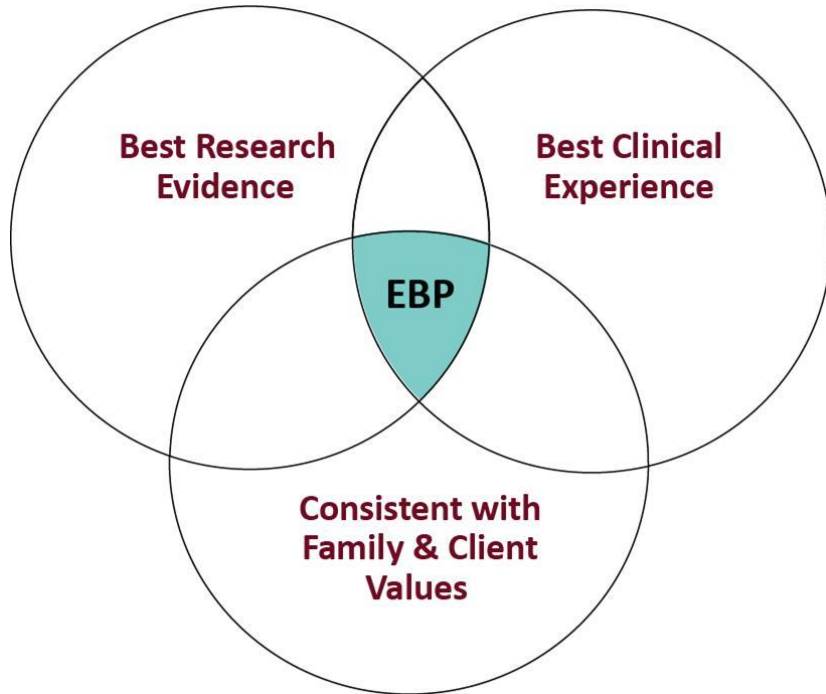 Best Research
Evidence
Best Clinical
Experience
EBP
Consistent with
Family & Client
Values